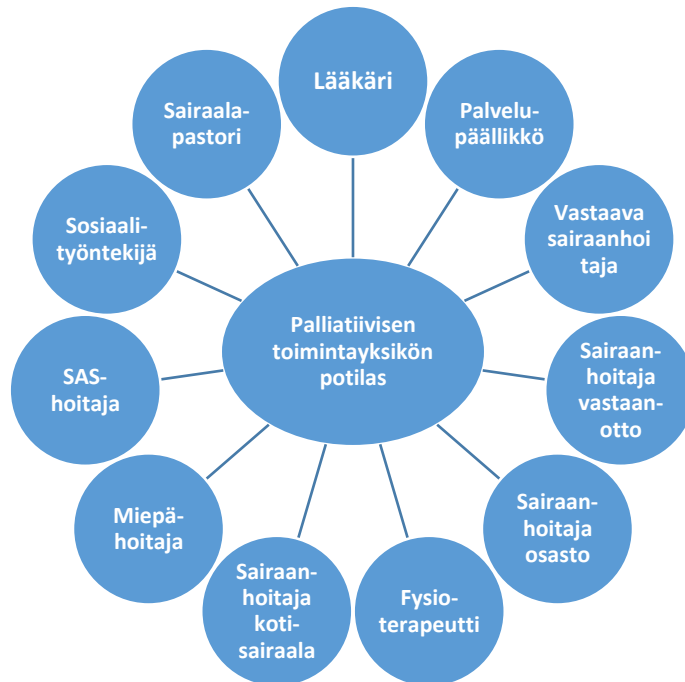 Lääkäri
Palvelu-
päällikkö
Vastaava
sairaanhoi
taja
Sairaan-
hoitaja
vastaan-
otto
Sairaan-
hoitaja
osasto
Fysio-
terapeutti
Sairaan-
hoitaja
koti-
sairaala
Miepä-
hoitaja
SAS-
hoitaja
Sosiaali-
työntekijä
Sairaala-
pastori
Palliatiivisen
toimintayksikön
potilas